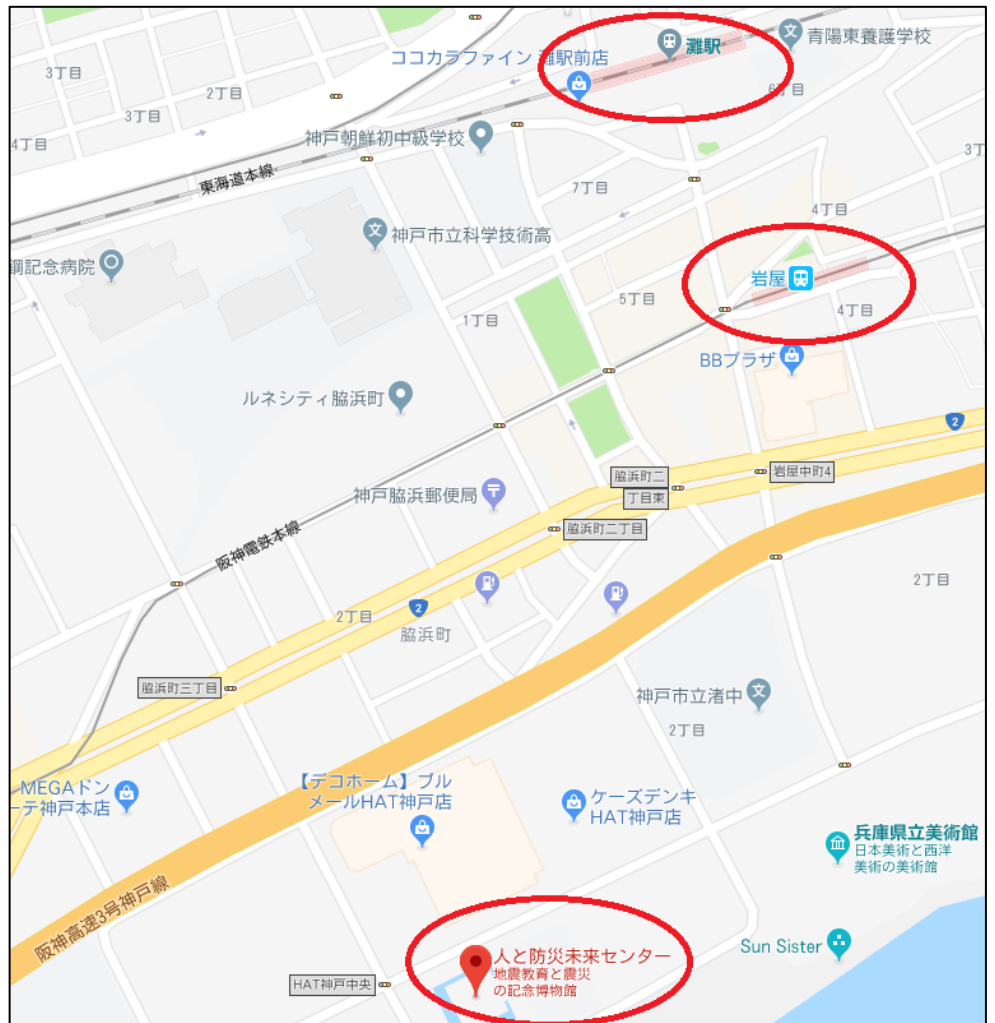 灘駅
青陽東養護学校
ココカラファイン 灘駅前店
3丁目
2丁目
6丁目
3丁目
4丁目
神戸朝鮮初中級学校
東海道本線
7丁目
4丁目
神戸市立科学技術高
鋼記念病院
岩屋
5丁目
1丁目
4丁目
BBプラザ
ルネシティ脇浜町
2
脇浜町二
丁目東
岩屋中町4
神戸脇浜郵便局
脇浜町二丁目
阪神電鉄本線
2丁目
2丁目
2
脇浜町
脇浜町三丁目
神戸市立渚中
2丁目
MEGAドン
ーテ神戸本店
【デコホーム】ブル
メールHAT神戸店
ケーズデンキ
HAT神戸店
兵庫県立美術館
日本美術と西洋
美術の美術館
阪神高速3号神戸線
Sun Sister
人と防災未来センター
地震教育と震災
の記念博物館
HAT神戸中央